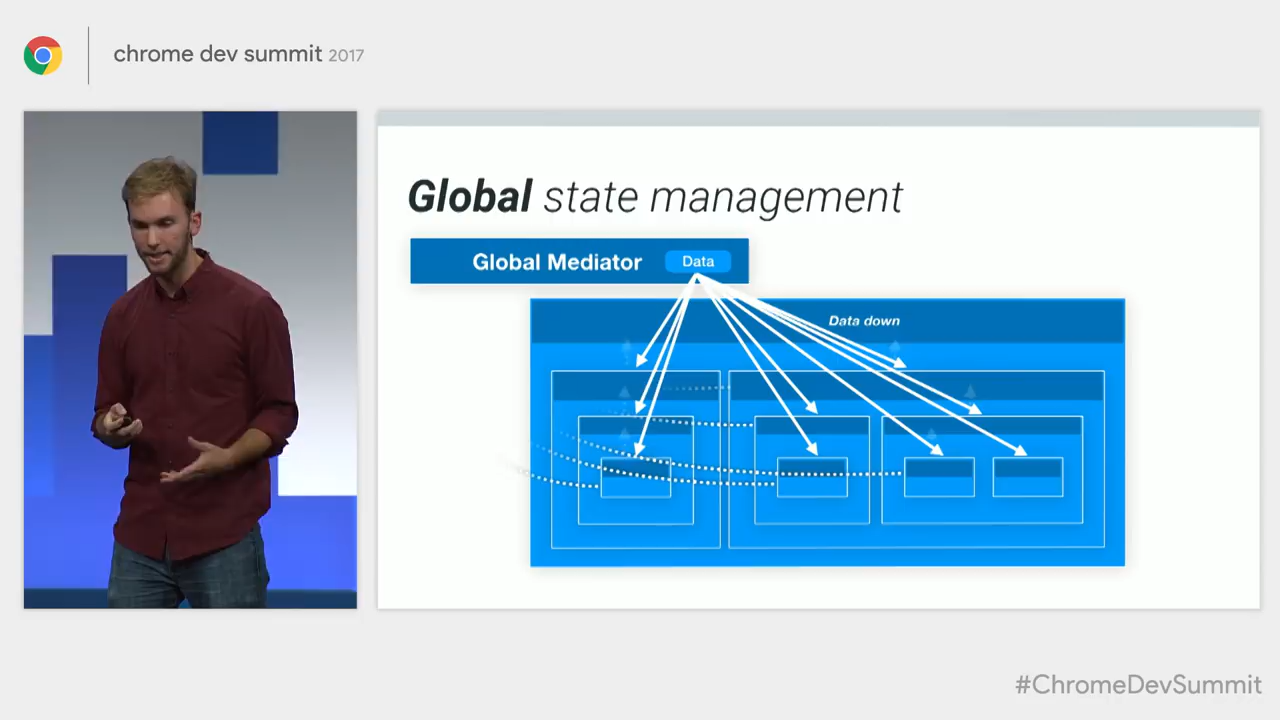 chrome dev summit 2017
Global state management
Global Mediator Data
Data down
#ChromeDevSummit